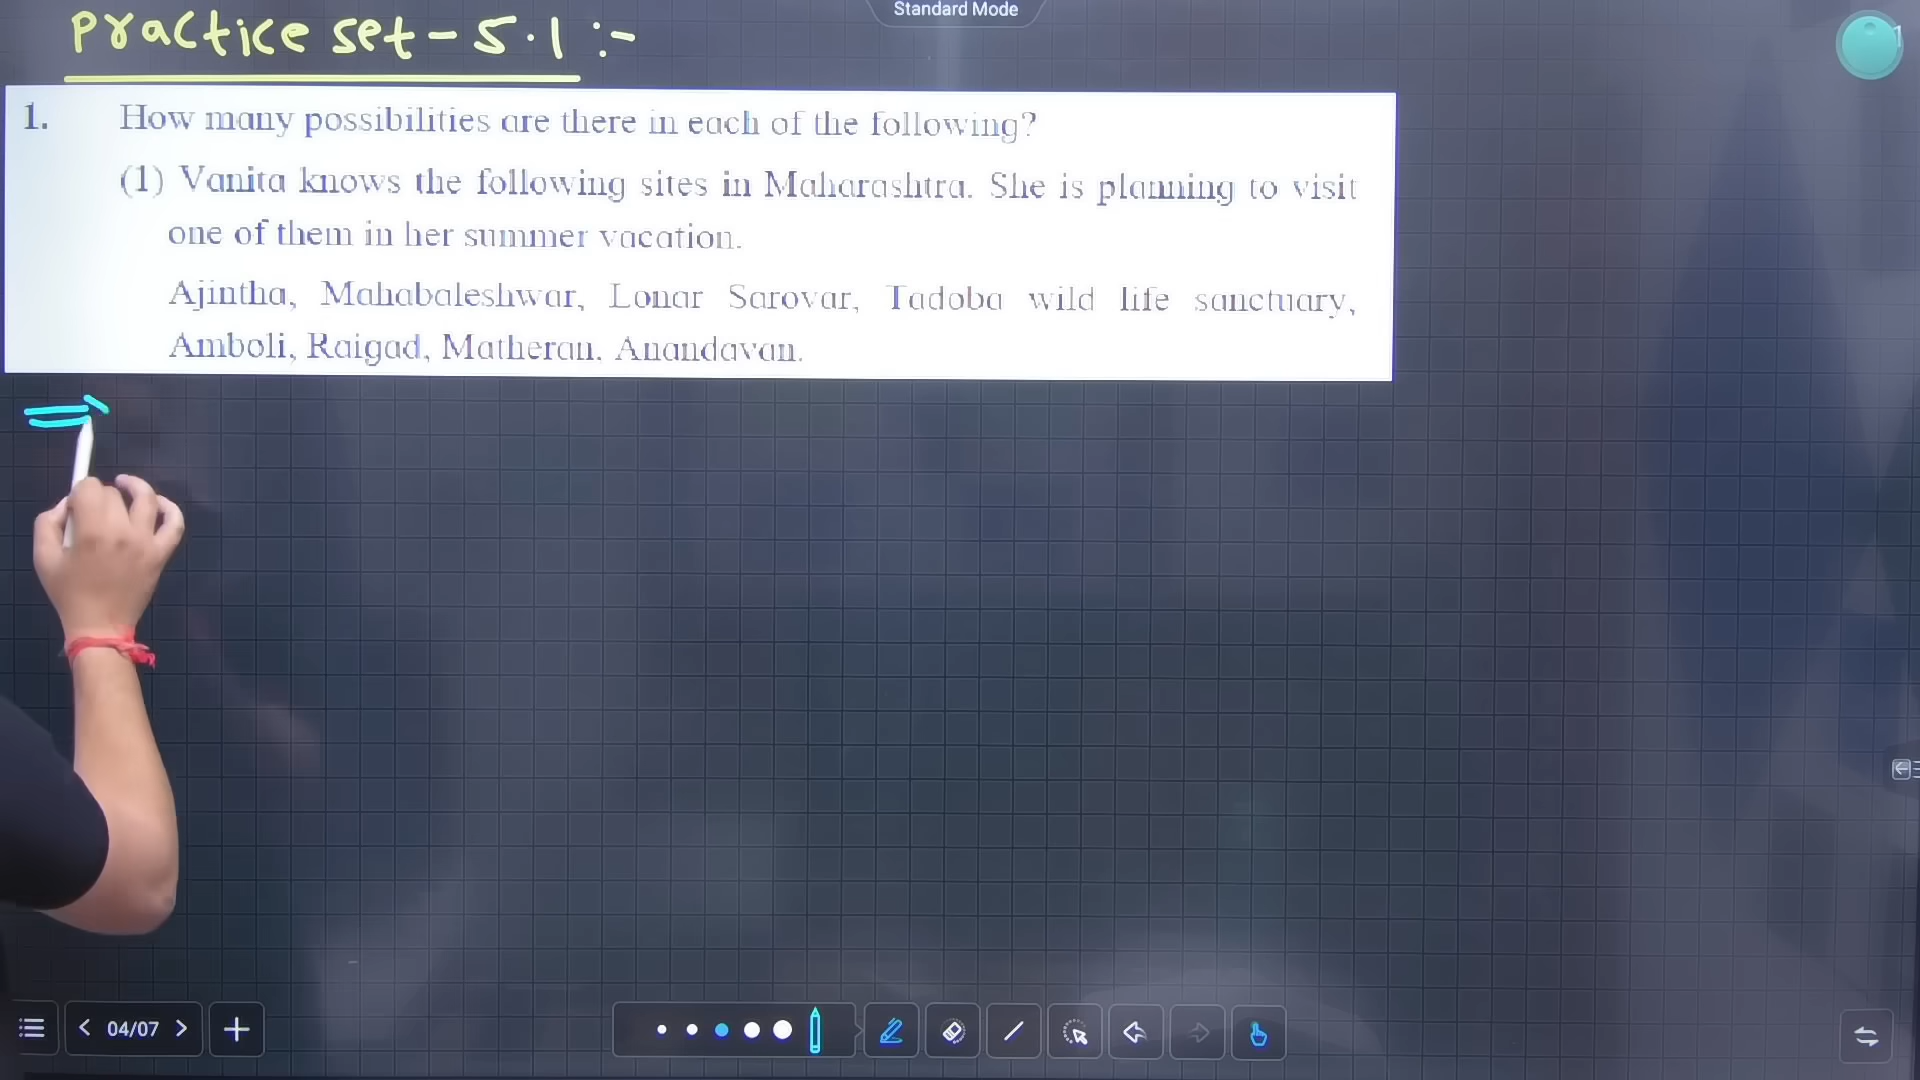 Standard Mode
Practice set - 5.1 :-
1. How many possibilities are there in each of the following?
(1) Vanita knows the following sites in Maharashtra. She is planning to visit
one of them in her summer vacation.
Ajintha, Mahabaleshwar, Lonar Sarovar, Tadoba wild life sanctuary,
Amboli, Raigad, Matheran. Anandavan.
04/07
1